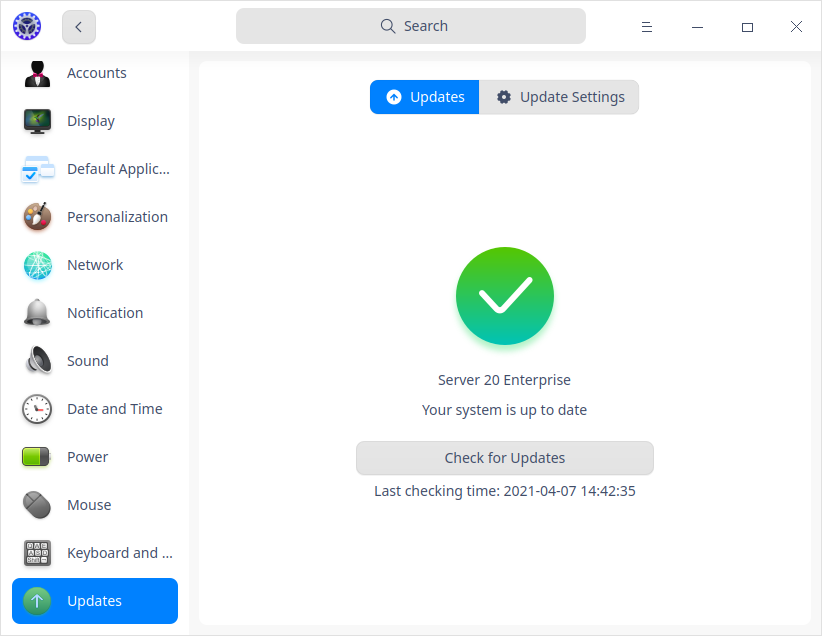 Search
Accounts
Display
Default Applic...
Personalization
Network
Notification
Sound
Date and Time
Power
Mouse
Keyboard and ...
Updates
Updates
Update Settings
Server 20 Enterprise
Your system is up to date
Check for Updates
Last checking time: 2021-04-07 14:42:35